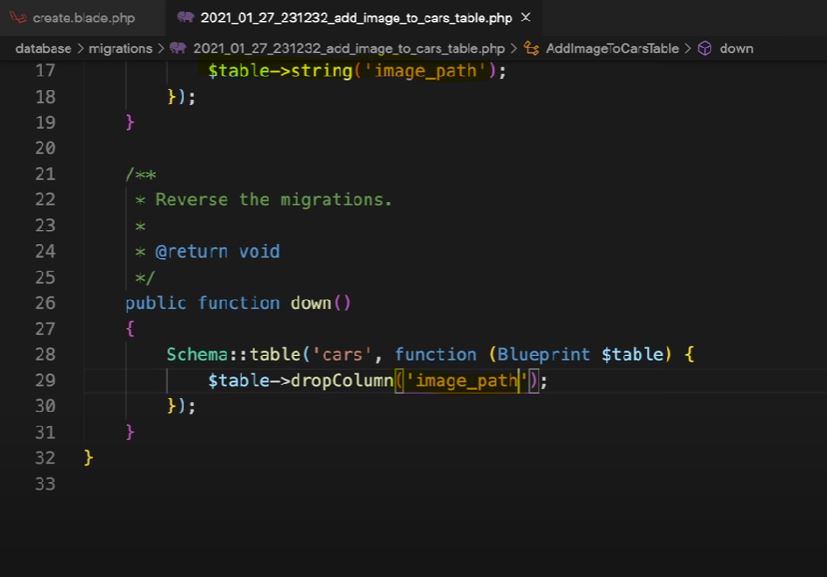 create.blade.php
2021_01_27_231232_add_image_to_cars_table.php ×
database > migrations > 2021_01_27_231232_add_image_to_cars_table.php > AddImageToCarsTable > down
17 $table->string('image_path');
18 });
19 }
20
21 /**
22 * Reverse the migrations.
23 *
24 * @return void
25 */
26 public function down()
27 {
28 Schema::table('cars', function (Blueprint $table) {
29 $table->dropColumn('image_path');
30 });
31 }
32 }
33